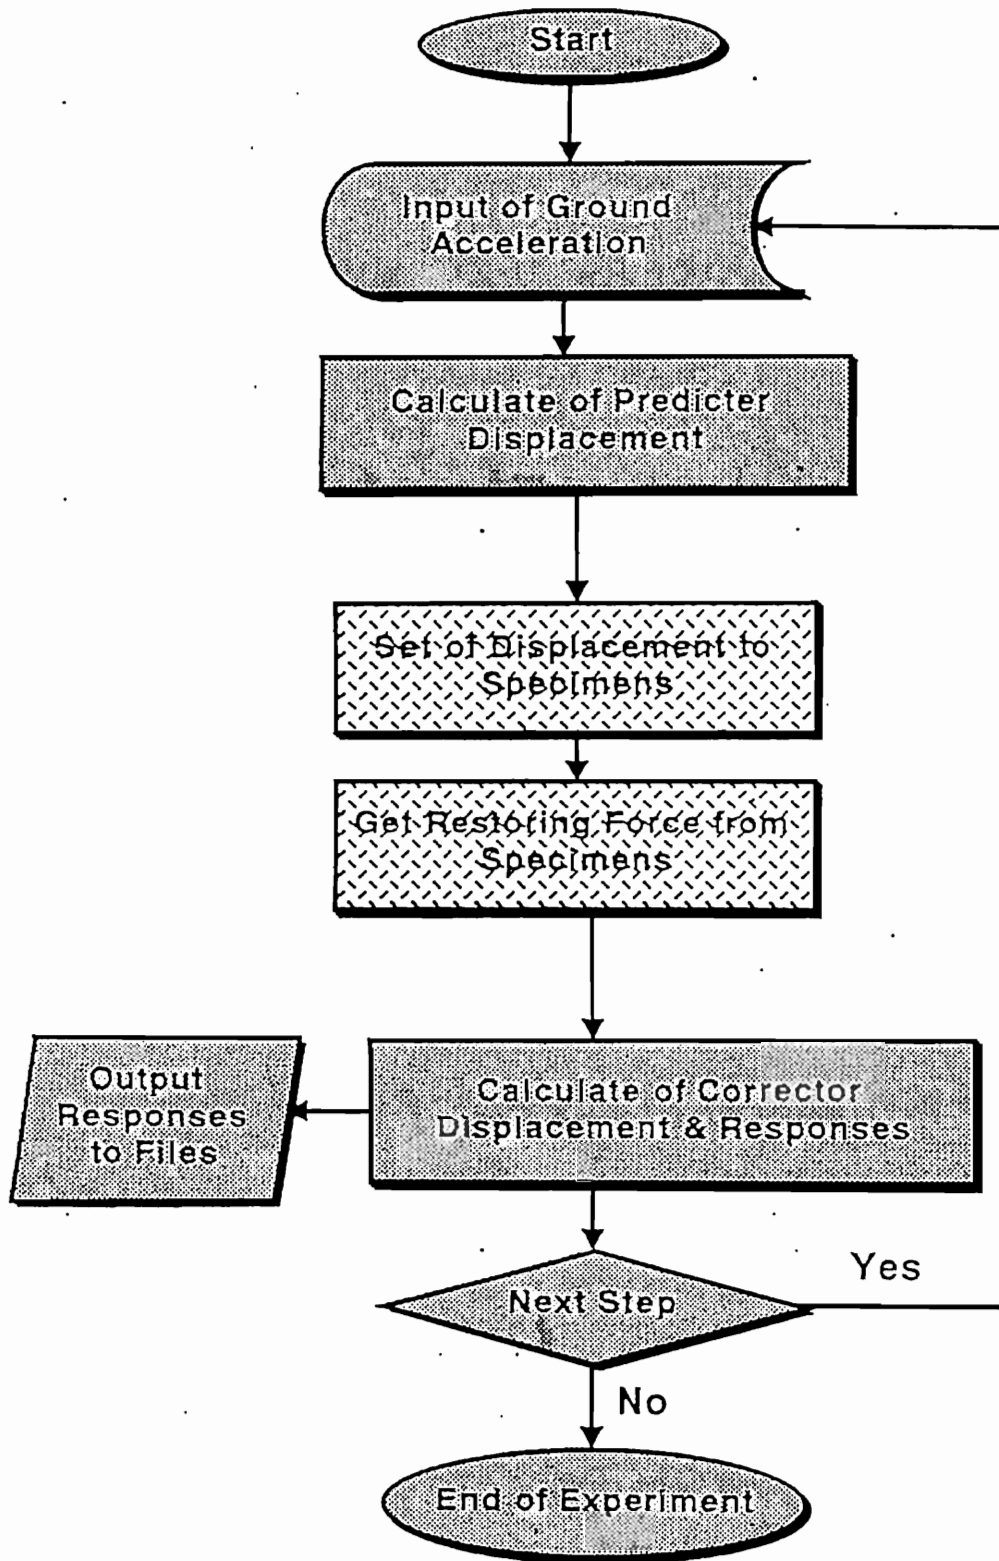 Start
Input of Ground
Acceleration
Calculate of Predicter
Displacement
Set of Displacement to
Specimens
Get Restoring Force from
Specimens
Output
Responses
to Files
Calculate of Corrector
Displacement & Responses
Next Step
Yes
No
End of Experiment